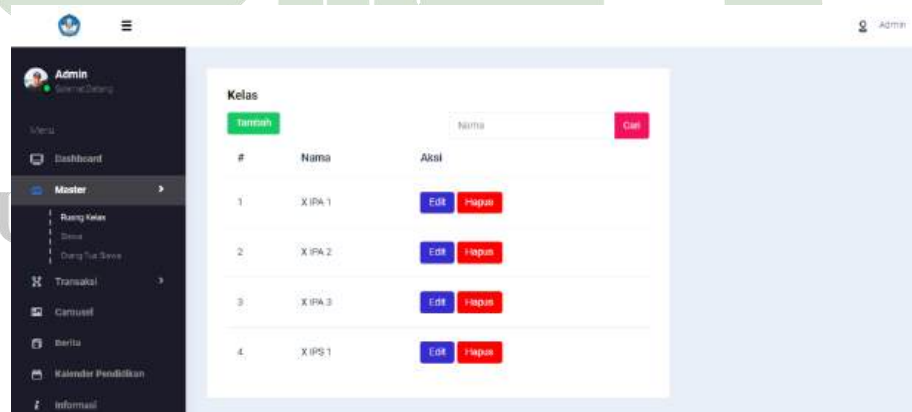 Admin
Admin
Selamat Datang
Menu
Dashboard
Master
Ruang Kelas
Siswa
Orang Tua Siswa
Transaksi
Carousel
Berita
Kalender Pendidikan
Informasi
Kelas
Tambah
Nama
Cari
# Nama Aksi
1 X IPA 1 Edit Hapus
2 X IPA 2 Edit Hapus
3 X IPA 3 Edit Hapus
4 X IPS 1 Edit Hapus